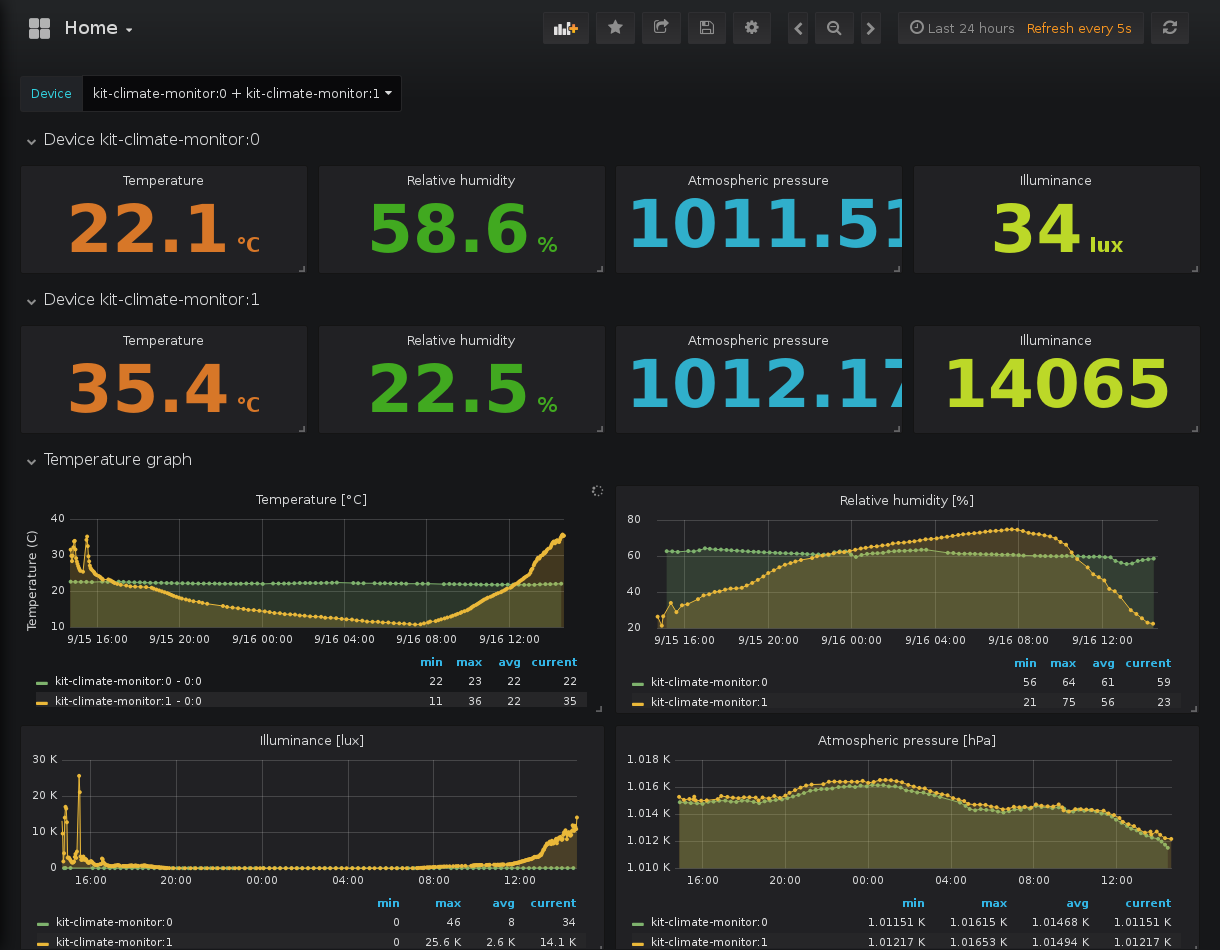 Home
Last 24 hours Refresh every 5s
Device kit-climate-monitor:0 + kit-climate-monitor:1
Device kit-climate-monitor:0
Temperature Relative humidity Atmospheric pressure Illuminance
22.1 °C 58.6 % 1011.51 34 lux
Device kit-climate-monitor:1
Temperature Relative humidity Atmospheric pressure Illuminance
35.4 °C 22.5 % 1012.17 14065
Temperature graph
Temperature [°C]
Temperature (C)
40
30
20
10
9/15 16:00 9/15 20:00 9/16 00:00 9/16 04:00 9/16 08:00 9/16 12:00
min max avg current
kit-climate-monitor:0 - 0:0 22 23 22 22
kit-climate-monitor:1 - 0:0 11 36 22 35
Relative humidity [%]
80
60
40
20
9/15 16:00 9/15 20:00 9/16 00:00 9/16 04:00 9/16 08:00 9/16 12:00
min max avg current
kit-climate-monitor:0 56 64 61 59
kit-climate-monitor:1 21 75 56 23
Illuminance [lux]
30 K
20 K
10 K
0
16:00 20:00 00:00 04:00 08:00 12:00
min max avg current
kit-climate-monitor:0 0 46 8 34
kit-climate-monitor:1 0 25.6 K 2.6 K 14.1 K
Atmospheric pressure [hPa]
1.018 K
1.016 K
1.014 K
1.012 K
1.010 K
16:00 20:00 00:00 04:00 08:00 12:00
min max avg current
kit-climate-monitor:0 1.01151 K 1.01615 K 1.01468 K 1.01151 K
kit-climate-monitor:1 1.01217 K 1.01653 K 1.01494 K 1.01217 K